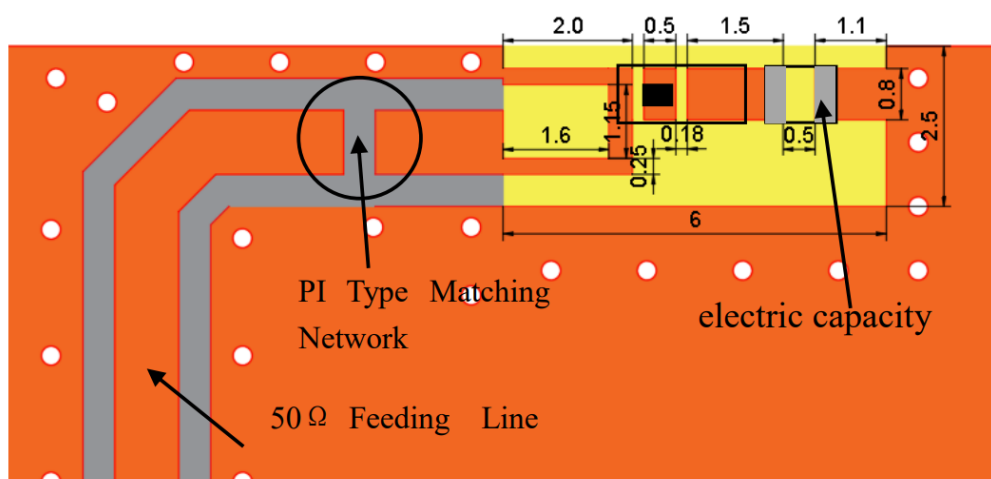 2.0 0.5 1.5 1.1
1.15
0.8
2.5
1.6
0.18
0.5
0.25
6
PI Type Matching
Network
electric capacity
50Ω Feeding Line